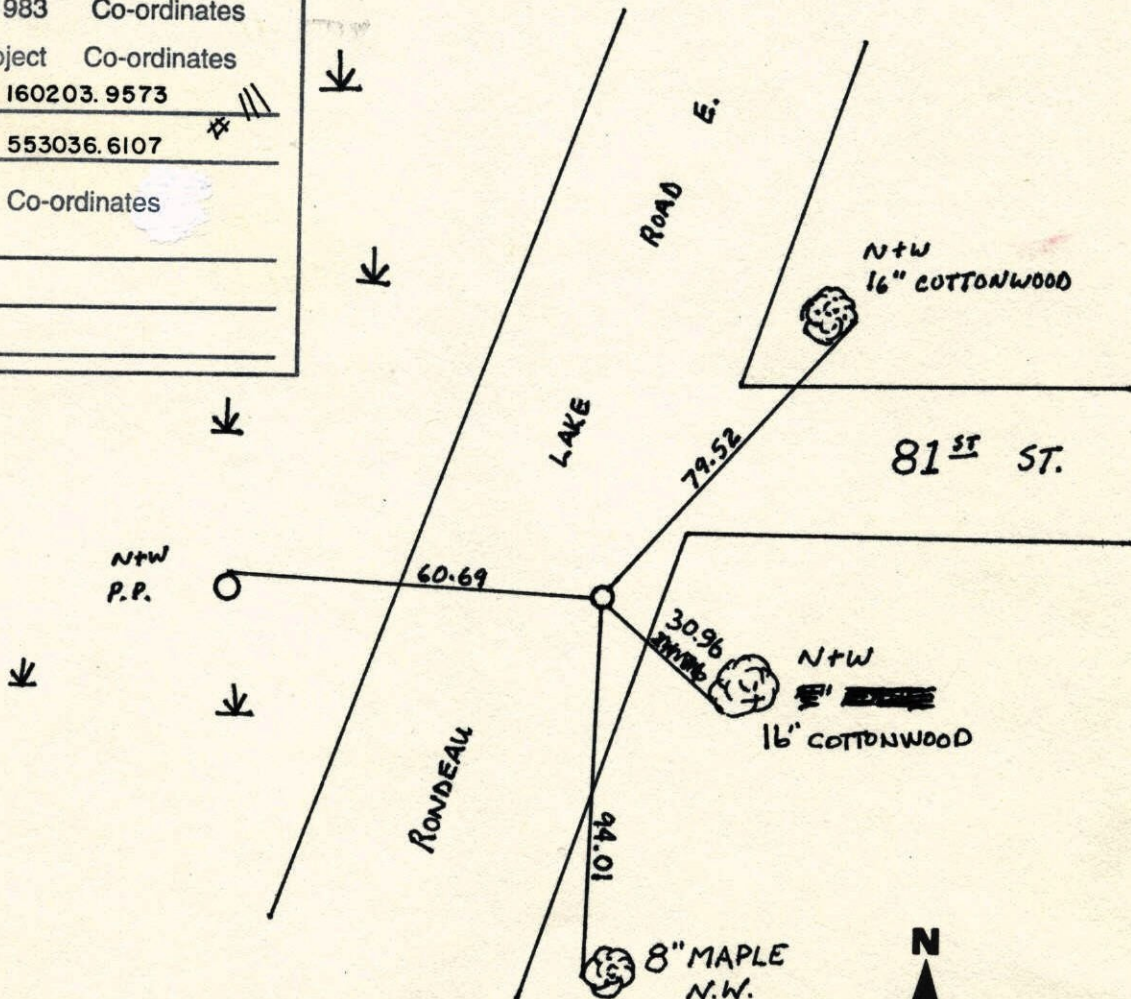 983 Co-ordinates
ject Co-ordinates
160203.9573
553036.6107
Co-ordinates
RONDEAU LAKE ROAD E.
N+W
16" COTTONWOOD
79.52
81ST ST.
N+W
P.P.
60.69
30.96
N+W
16" COTTONWOOD
94.01
8" MAPLE
N.W.
N